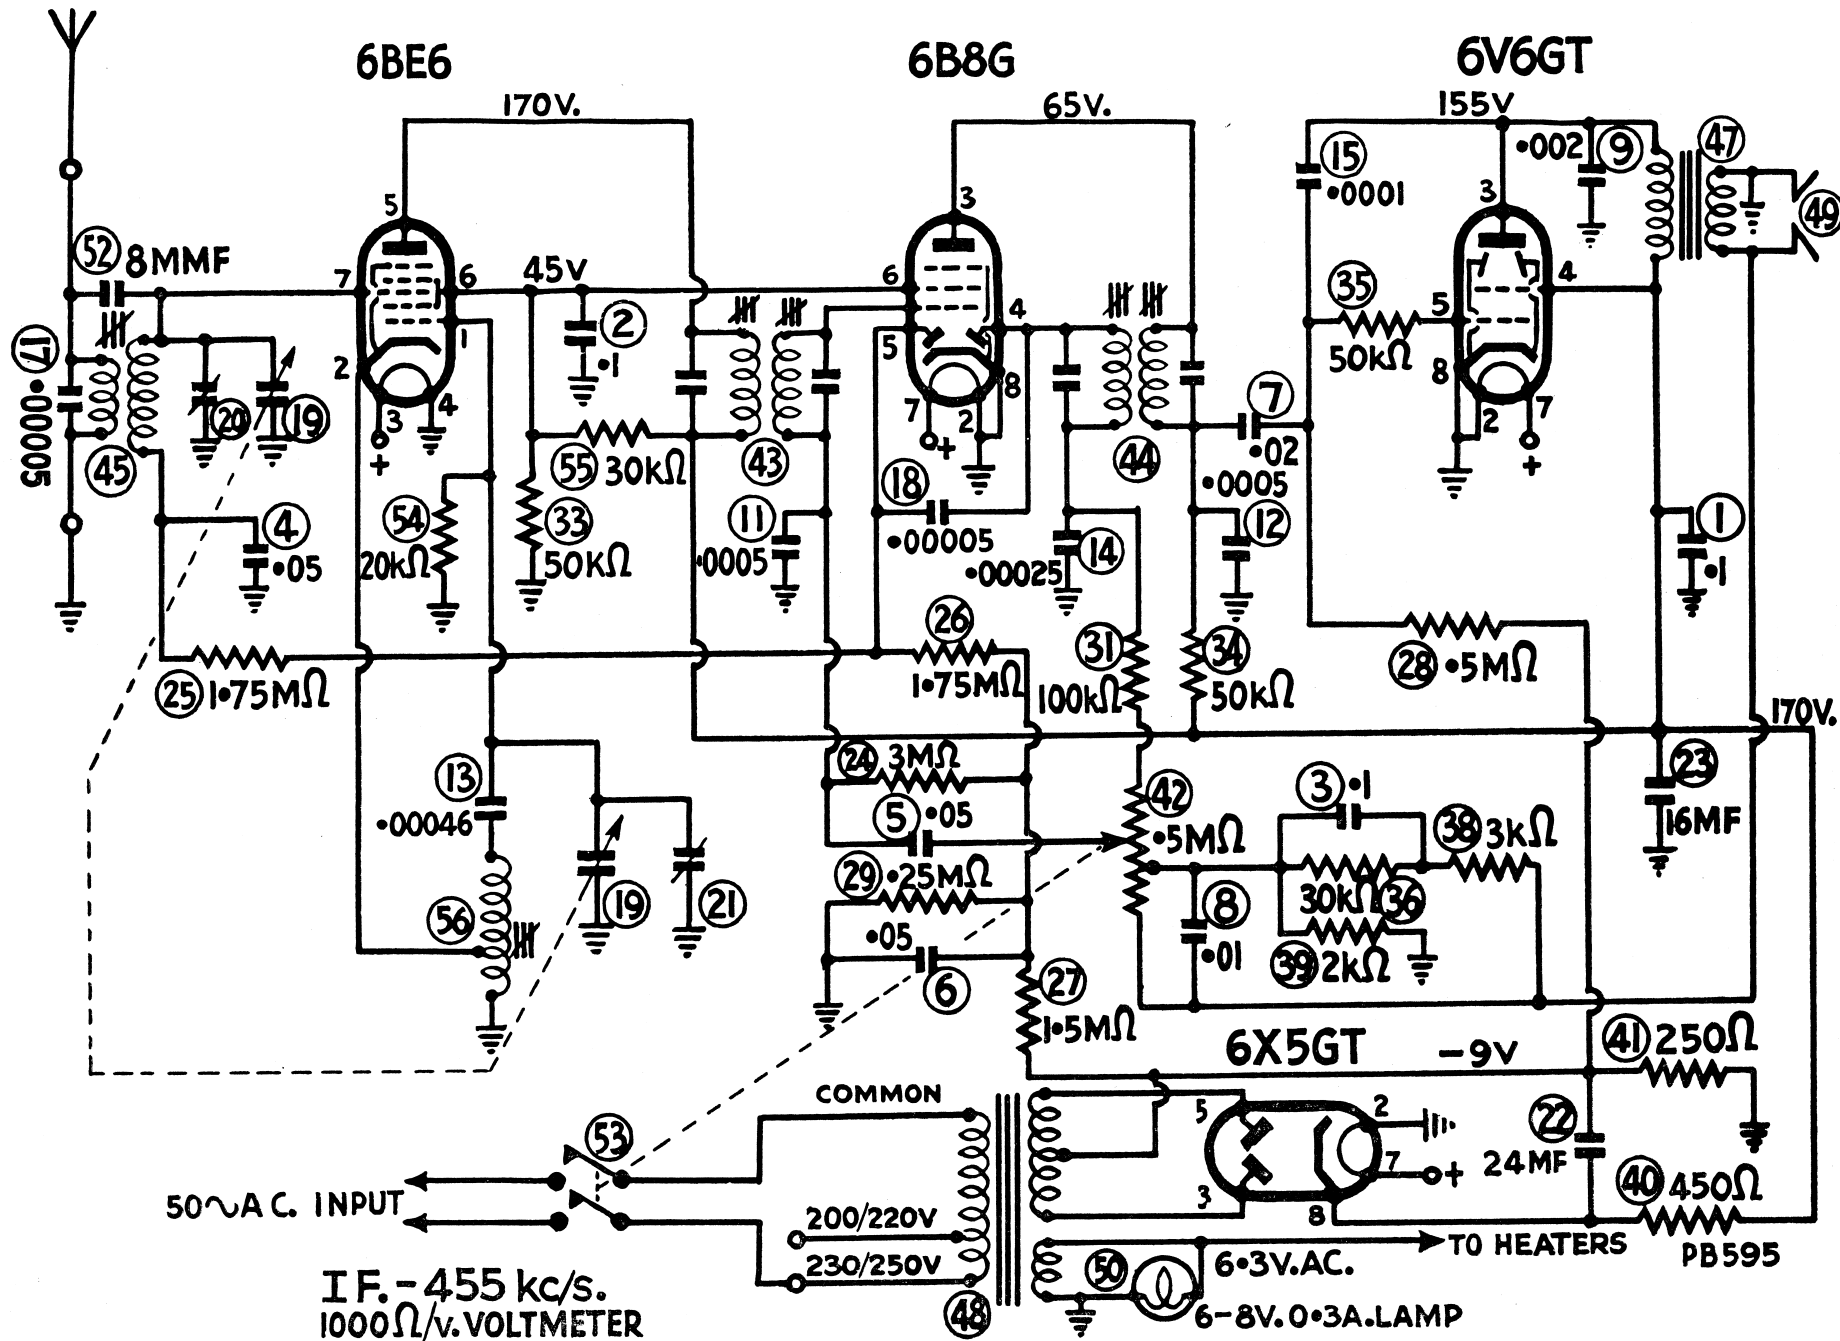 6BE6
6B8G
6V6GT
170V.
65V.
155V
5
3
•002
9
47
15
•0001
3
49
52
8MMF
7
6
45V
6
4
35
5
4
17
•00005
2
1
2
•1
5
8
50kΩ
8
20
19
3
4
7
2
7
2
7
45
+
55
30kΩ
43
+
44
•02
+
18
•0005
4
•05
54
20kΩ
33
50kΩ
11
•0005
•00005
14
•00025
12
1
•1
26
31
34
28
•5MΩ
25
1•75MΩ
1•75MΩ
100kΩ
50kΩ
170V.
24
3MΩ
23
13
•00046
5
•05
42
•5MΩ
3
•1
38
3kΩ
16MF
29
•25MΩ
30kΩ
36
56
19
21
•05
8
•01
39
2kΩ
6
27
1•5MΩ
6X5GT
-9V
41
250Ω
COMMON
5
2
22
53
7
+
24MF
50~AC. INPUT
3
8
40
450Ω
200/220V
TO HEATERS
PB595
230/250V
50
6•3V.AC.
IF.-455 kc/s.
48
6-8V.0•3A.LAMP
1000Ω/V. VOLTMETER